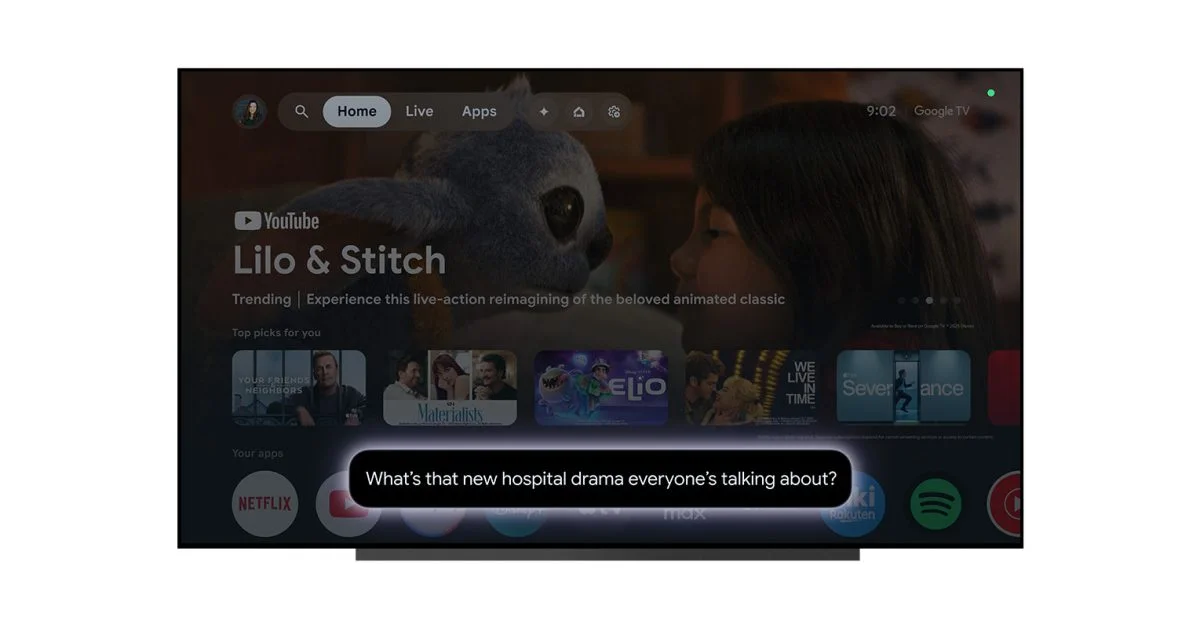 Home
Live
Apps
9:02
Google TV
YouTube
Lilo & Stitch
Trending | Experience this live-action reimagining of the beloved animated classic
Top picks for you
YOUR FRIENDS
NEIGHBORS
Materialists
ELIO
WE
LIVE
IN
TIME
Severance
Your apps
What's that new hospital drama everyone's talking about?
NETFLIX
max
Rakuten